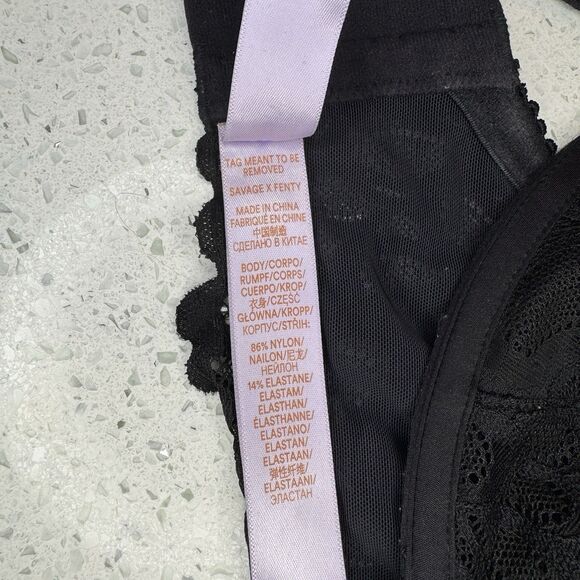 TAG MEANT TO BE
REMOVED
SAVAGE X FENTY
MADE IN CHINA
FABRIQUÉ EN CHINE
中国制造
СДЕЛАНО В КИТАЕ
BODY/CORPO/
RUMPF/CORPS/
CUERPO/KROP/
衣身/CZĘŚĆ
GŁÓWNA/KROPP/
КОРПУС/STŘIH:
86% NYLON/
NAILON/尼龙/
НЕЙЛОН
14% ELASTANE/
ELASTAM/
ELASTHAN/
ÉLASTHANNE/
ELASTANO/
ELASTAN/
ELASTAAN/
弹性纤维/
ELASTAANI/
ЭЛАСТАН